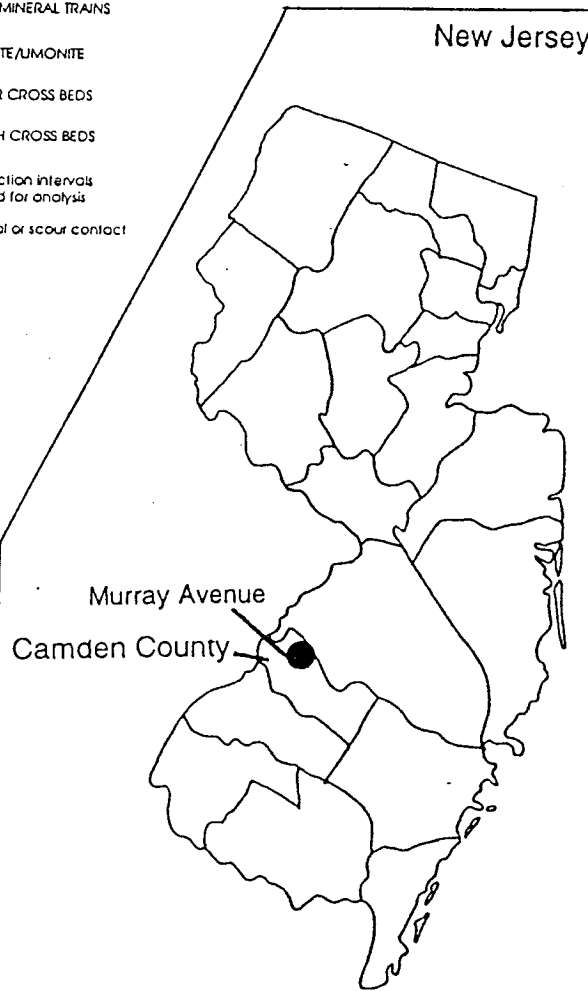 MINERAL TRAINS
New Jersey
TE/LIMONITE
R CROSS BEDS
H CROSS BEDS
ction intervals
d for analysis
al or scour contact
Murray Avenue
Camden County